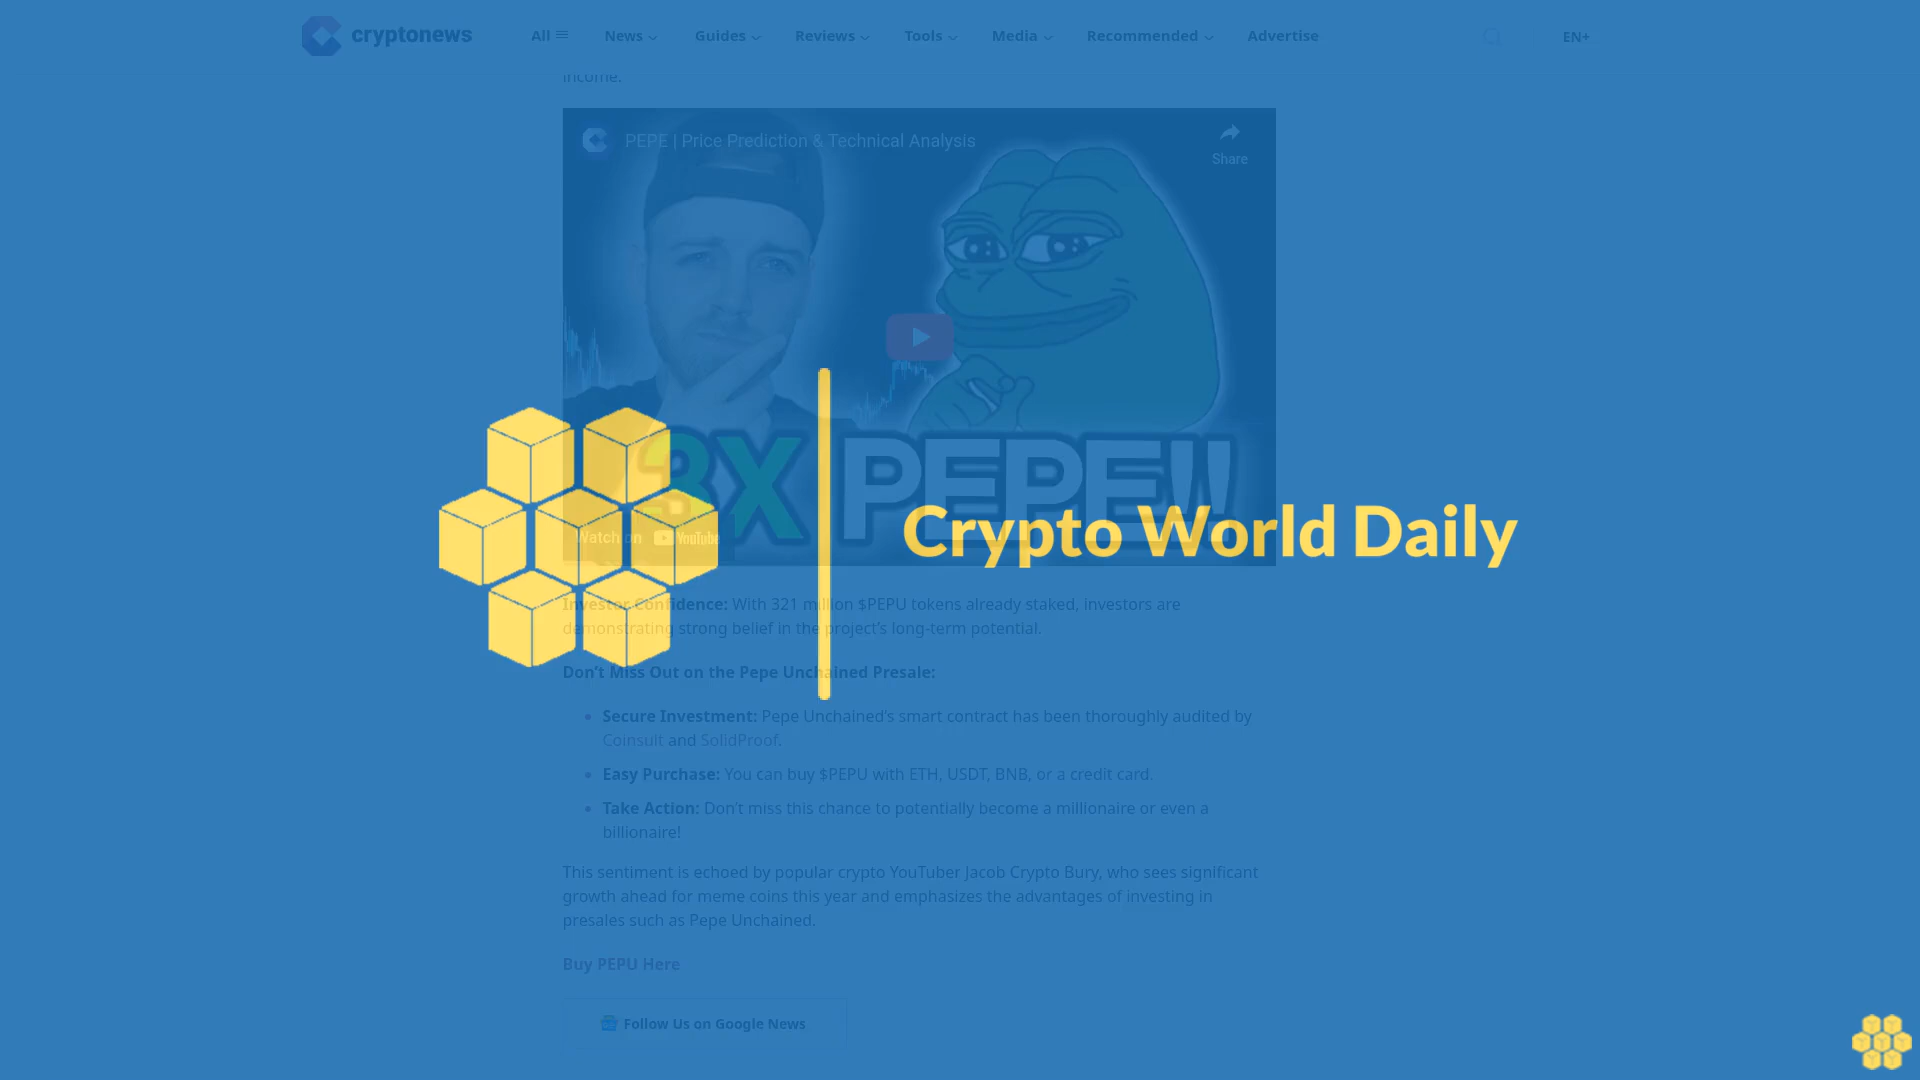 cryptonews
All News Guides Reviews Tools Media Recommended Advertise EN+
income.
PEPE | Price Prediction & Technical Analysis
Share
3X PEPE!!
Watch on YouTube
Crypto World Daily
Investor Confidence: With 321 million $PEPU tokens already staked, investors are
demonstrating strong belief in the project's long-term potential.
Don't Miss Out on the Pepe Unchained Presale:
Secure Investment: Pepe Unchained's smart contract has been thoroughly audited by
Coinsult and SolidProof.
Easy Purchase: You can buy $PEPU with ETH, USDT, BNB, or a credit card.
Take Action: Don't miss this chance to potentially become a millionaire or even a
billionaire!
This sentiment is echoed by popular crypto YouTuber Jacob Crypto Bury, who sees significant
growth ahead for meme coins this year and emphasizes the advantages of investing in
presales such as Pepe Unchained.
Buy PEPU Here
Follow Us on Google News